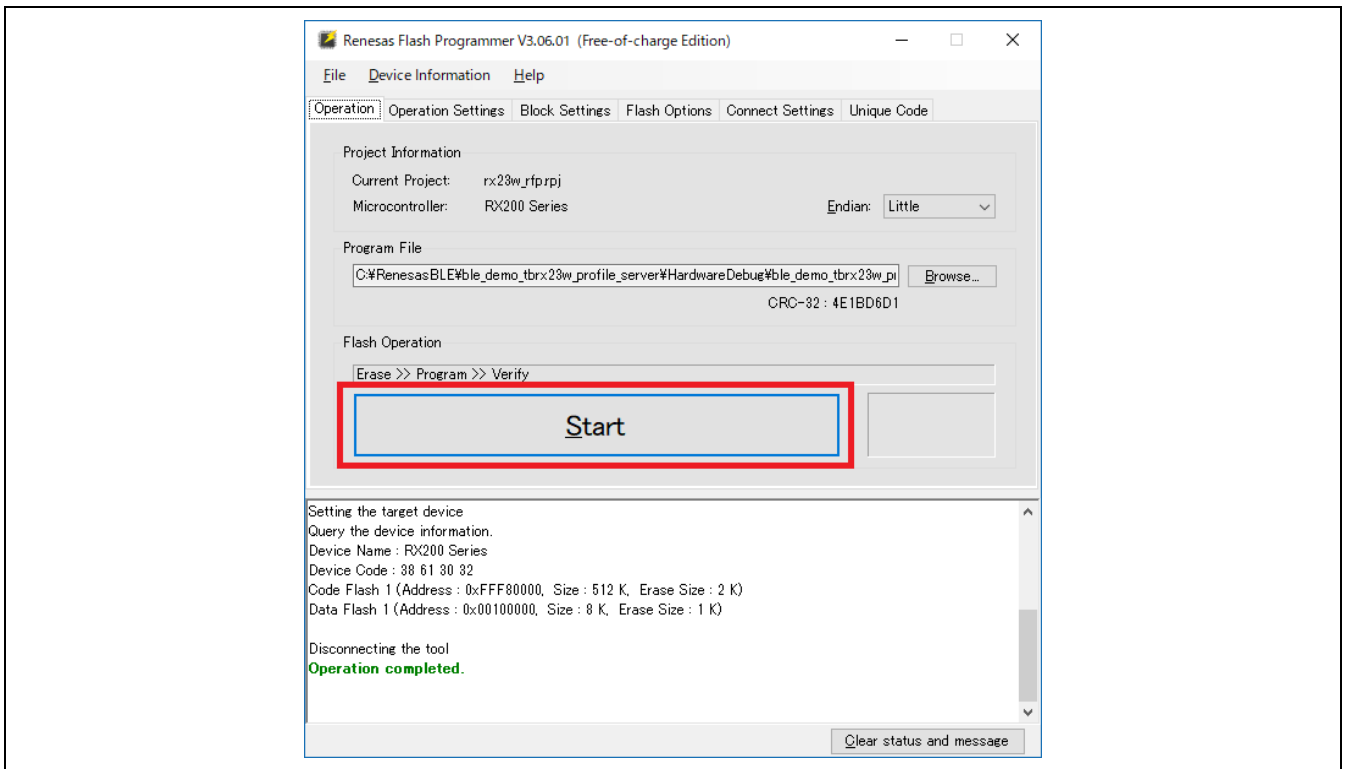 Renesas Flash Programmer V3.06.01 (Free-of-charge Edition)
File Device Information Help
Operation Operation Settings Block Settings Flash Options Connect Settings Unique Code
Project Information
Current Project: rx23w_rfp.rpj
Microcontroller: RX200 Series Endian: Little
Program File
C:¥RenesasBLE¥ble_demo_tbrx23w_profile_server¥HardwareDebug¥ble_demo_tbrx23w_pr Browse...
CRC-32 : 4E1BD6D1
Flash Operation
Erase >> Program >> Verify
Start
Setting the target device
Query the device information.
Device Name : RX200 Series
Device Code : 38 61 30 32
Code Flash 1 (Address : 0xFFF80000, Size : 512 K, Erase Size : 2 K)
Data Flash 1 (Address : 0x00100000, Size : 8 K, Erase Size : 1 K)
Disconnecting the tool
Operation completed.
Clear status and message